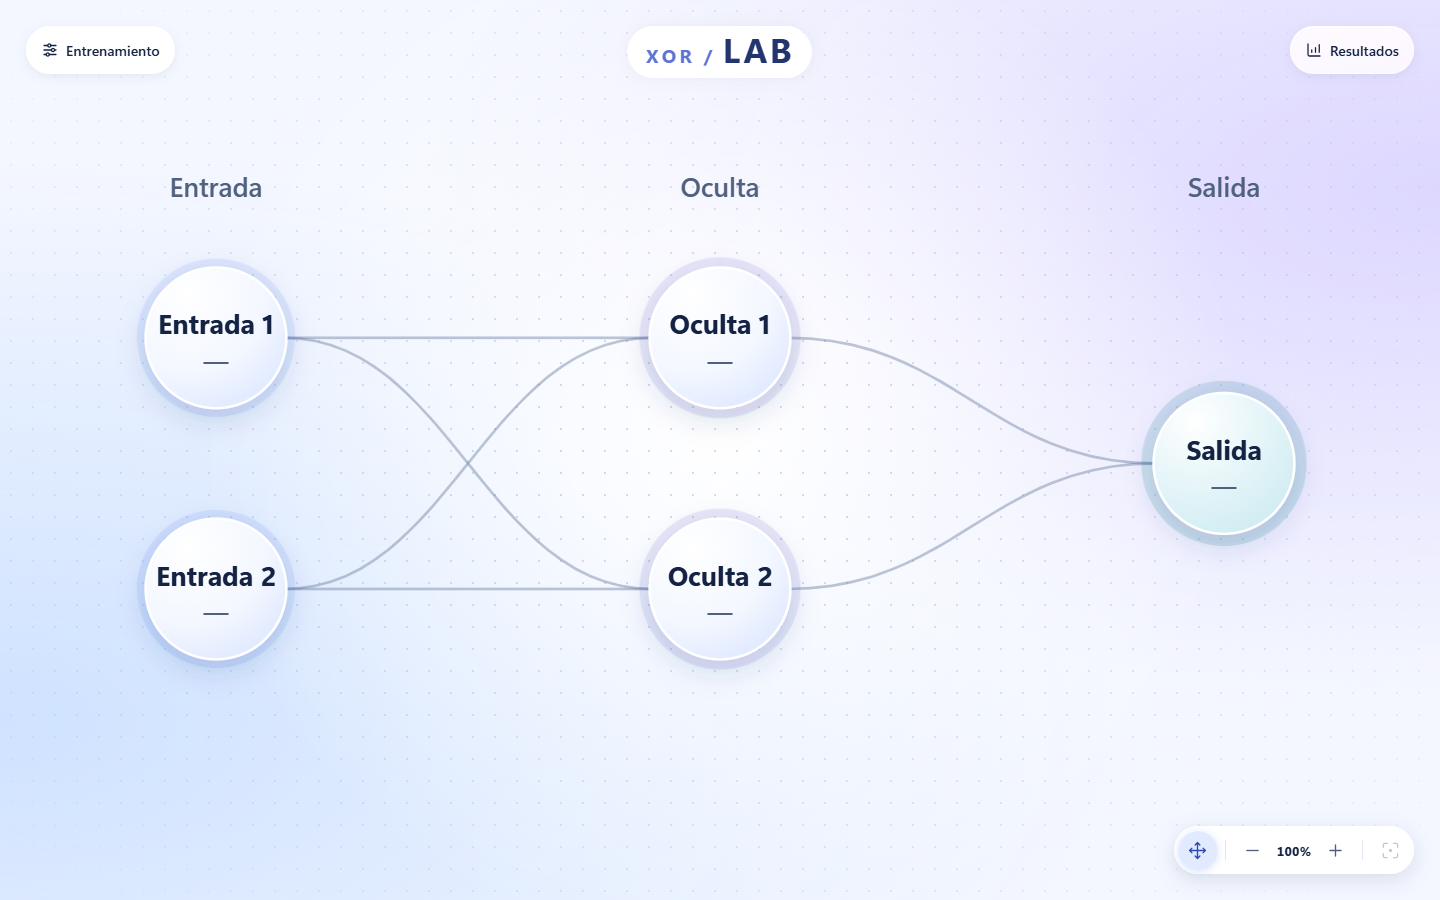 Entrenamiento
XOR / LAB
Resultados
Entrada
Oculta
Salida
Entrada 1
—
Oculta 1
—
Salida
—
Entrada 2
—
Oculta 2
—
100%